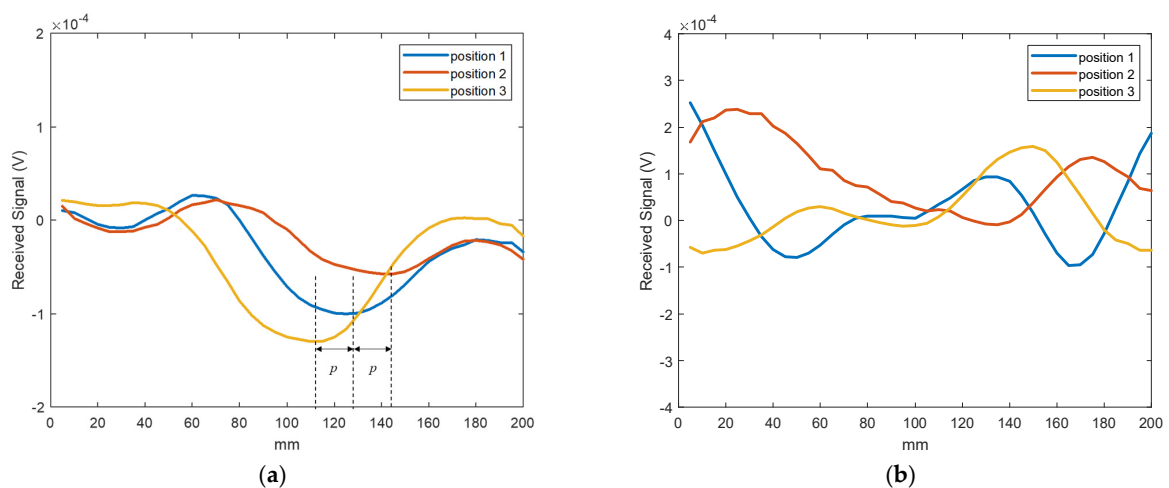 ×10⁻⁴
2
1
0
-1
-2
Received Signal (V)
0 20 40 60 80 100 120 140 160 180 200
mm
position 1
position 2
position 3
p p
(a)
×10⁻⁴
4
3
2
1
0
-1
-2
-3
-4
Received Signal (V)
0 20 40 60 80 100 120 140 160 180 200
mm
position 1
position 2
position 3
(b)